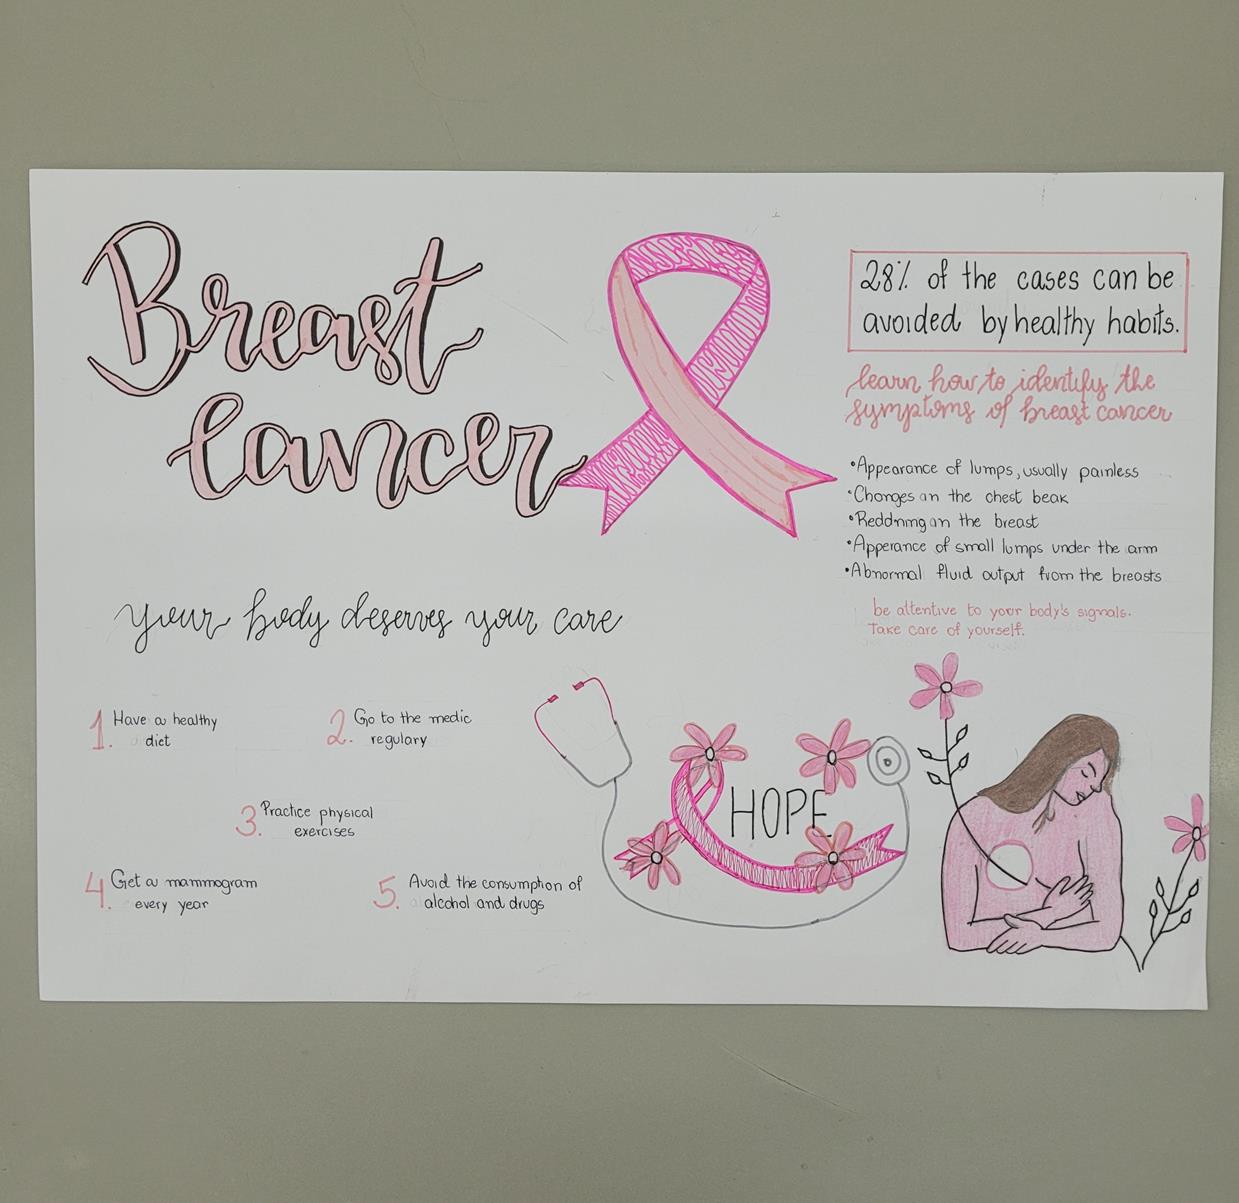 Breast
Cancer
28% of the cases can be
avoided by healthy habits.
learn how to identify the
symptoms of breast cancer
•Appearance of lumps, usually painless
•Changes in the chest beak
•Reddning in the breast
•Apperance of small lumps under the arm
•Abnormal fluid output from the breasts
be attentive to your body's signals.
Take care of yourself.
your body deserves your care
1. Have a healthy
diet
2. Go to the medic
regulary
3. Practice physical
exercises
4. Get a mammogram
every year
5. Avoid the consumption of
alcohol and drugs
HOPE